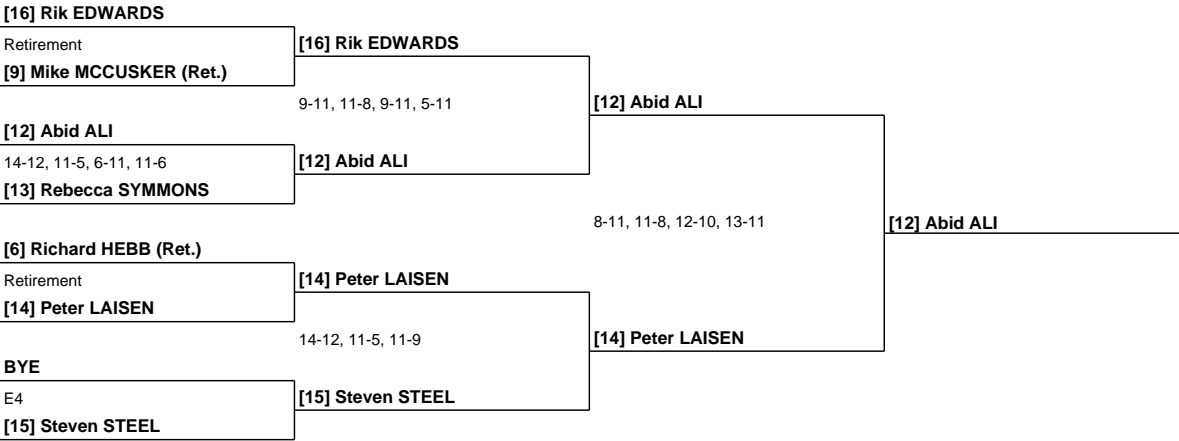 [16] Rik EDWARDS
Retirement
[16] Rik EDWARDS
[9] Mike MCCUSKER (Ret.)
9-11, 11-8, 9-11, 5-11
[12] Abid ALI
[12] Abid ALI
14-12, 11-5, 6-11, 11-6
[12] Abid ALI
[13] Rebecca SYMMONS
8-11, 11-8, 12-10, 13-11
[12] Abid ALI
[6] Richard HEBB (Ret.)
Retirement
[14] Peter LAISEN
[14] Peter LAISEN
14-12, 11-5, 11-9
[14] Peter LAISEN
BYE
E4
[15] Steven STEEL
[15] Steven STEEL